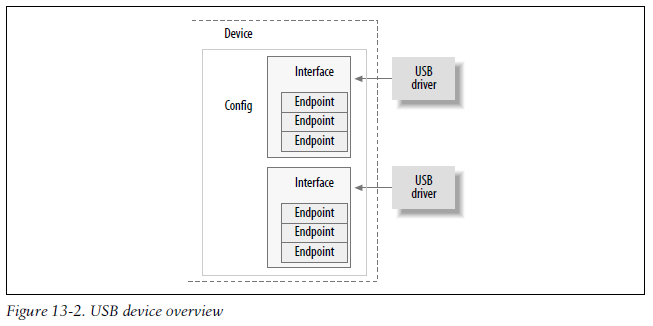 Device
Interface
USB
driver
Config
Endpoint
Endpoint
Endpoint
Interface
USB
driver
Endpoint
Endpoint
Endpoint
Figure 13-2. USB device overview